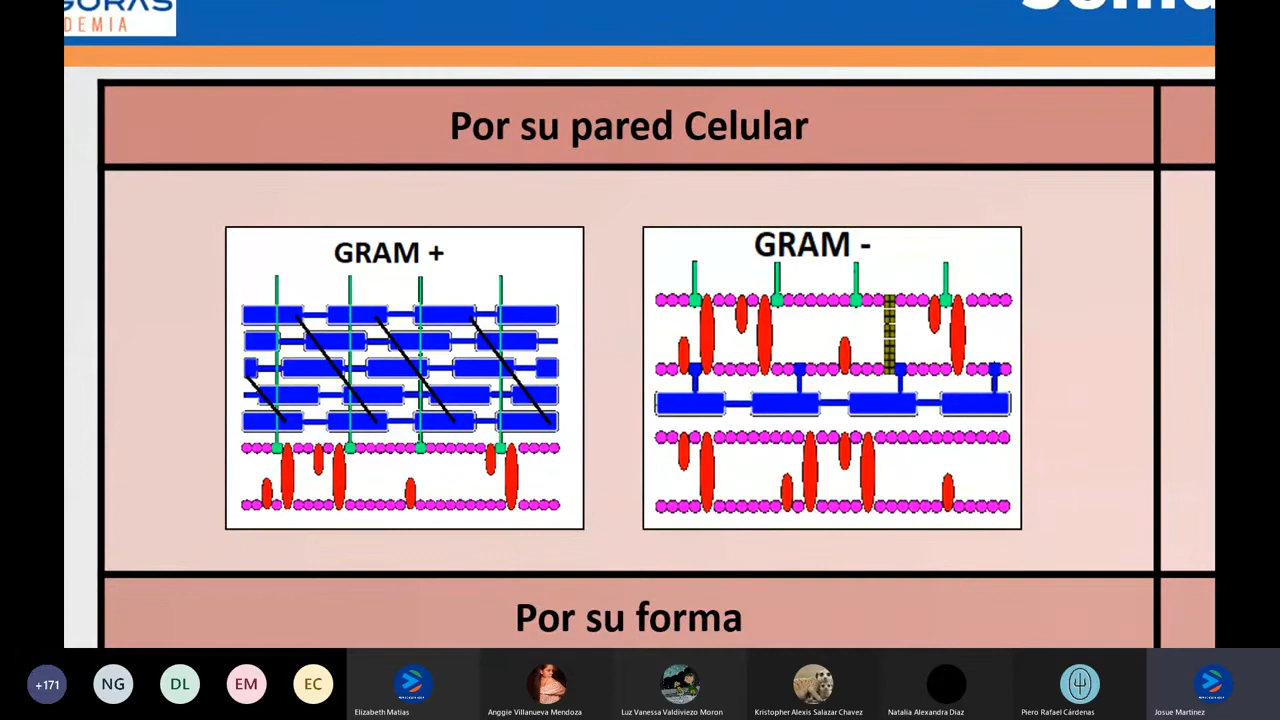 DEMIA
Por su pared Celular
GRAM +
GRAM -
Por su forma
+171
NG
DL
EM
EC
Elizabeth Matias
Anggie Villanueva Mendoza
Luz Vanessa Valdiviezo Moron
Kristopher Alexis Salazar Chavez
Natalia Alexandra Diaz
Piero Rafael Cárdenas
Josue Martinez